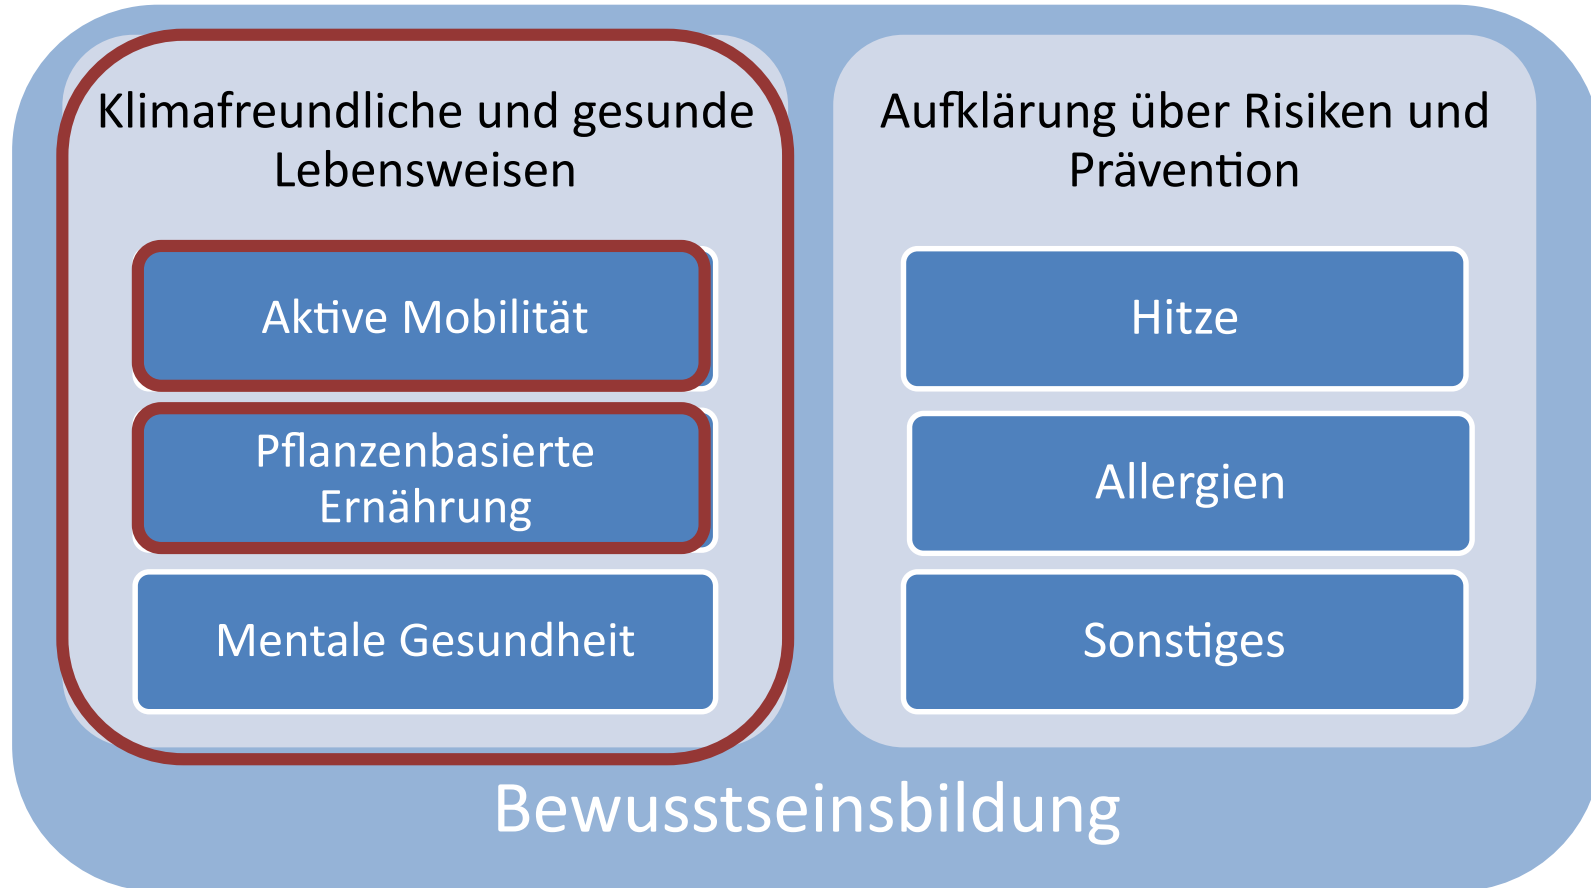 Klimafreundliche und gesunde
Lebensweisen
Aktive Mobilität
Pflanzenbasierte
Ernährung
Mentale Gesundheit
Aufklärung über Risiken und
Prävention
Hitze
Allergien
Sonstiges
Bewusstseinsbildung